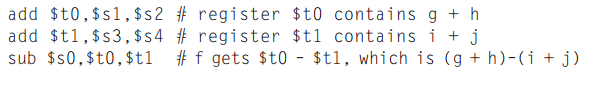 add $t0,$s1,$s2 # register $t0 contains g + h
add $t1,$s3,$s4 # register $t1 contains i + j
sub $s0,$t0,$t1 # f gets $t0 - $t1, which is (g + h)-(i + j)